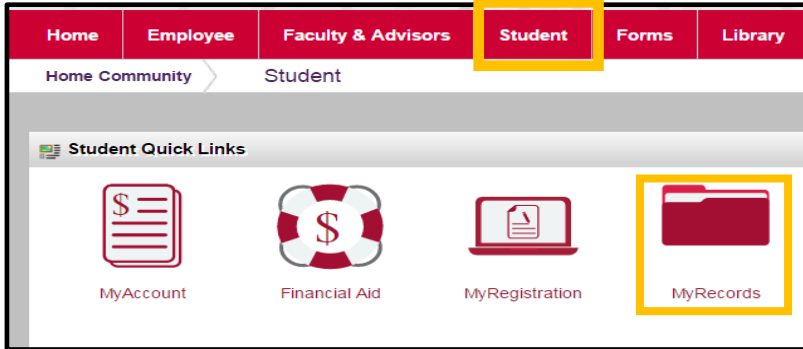 Home Employee Faculty & Advisors Student Forms Library
Home Community Student
Student Quick Links
$ $
MyAccount Financial Aid MyRegistration MyRecords